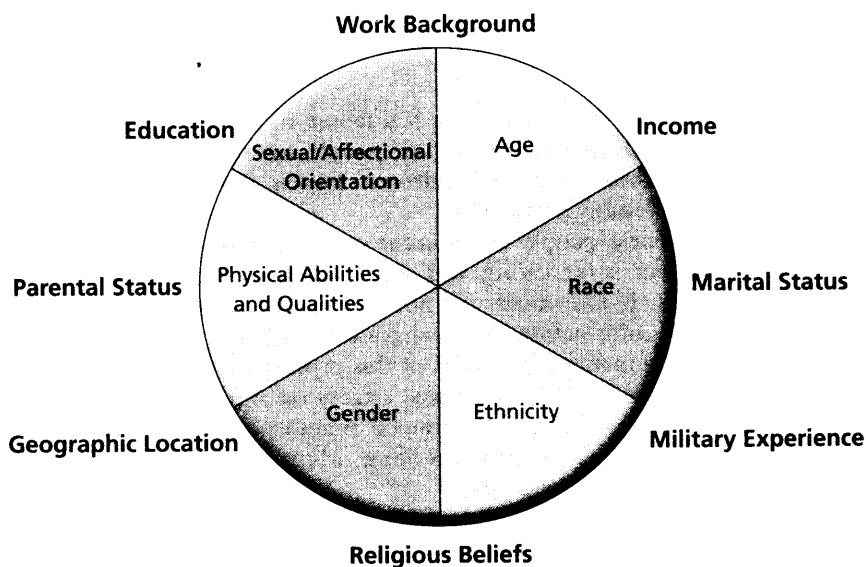 Work Background
Education
Income
Sexual/Affectional
Orientation
Age
Parental Status
Physical Abilities
and Qualities
Race
Marital Status
Geographic Location
Gender
Ethnicity
Military Experience
Religious Beliefs